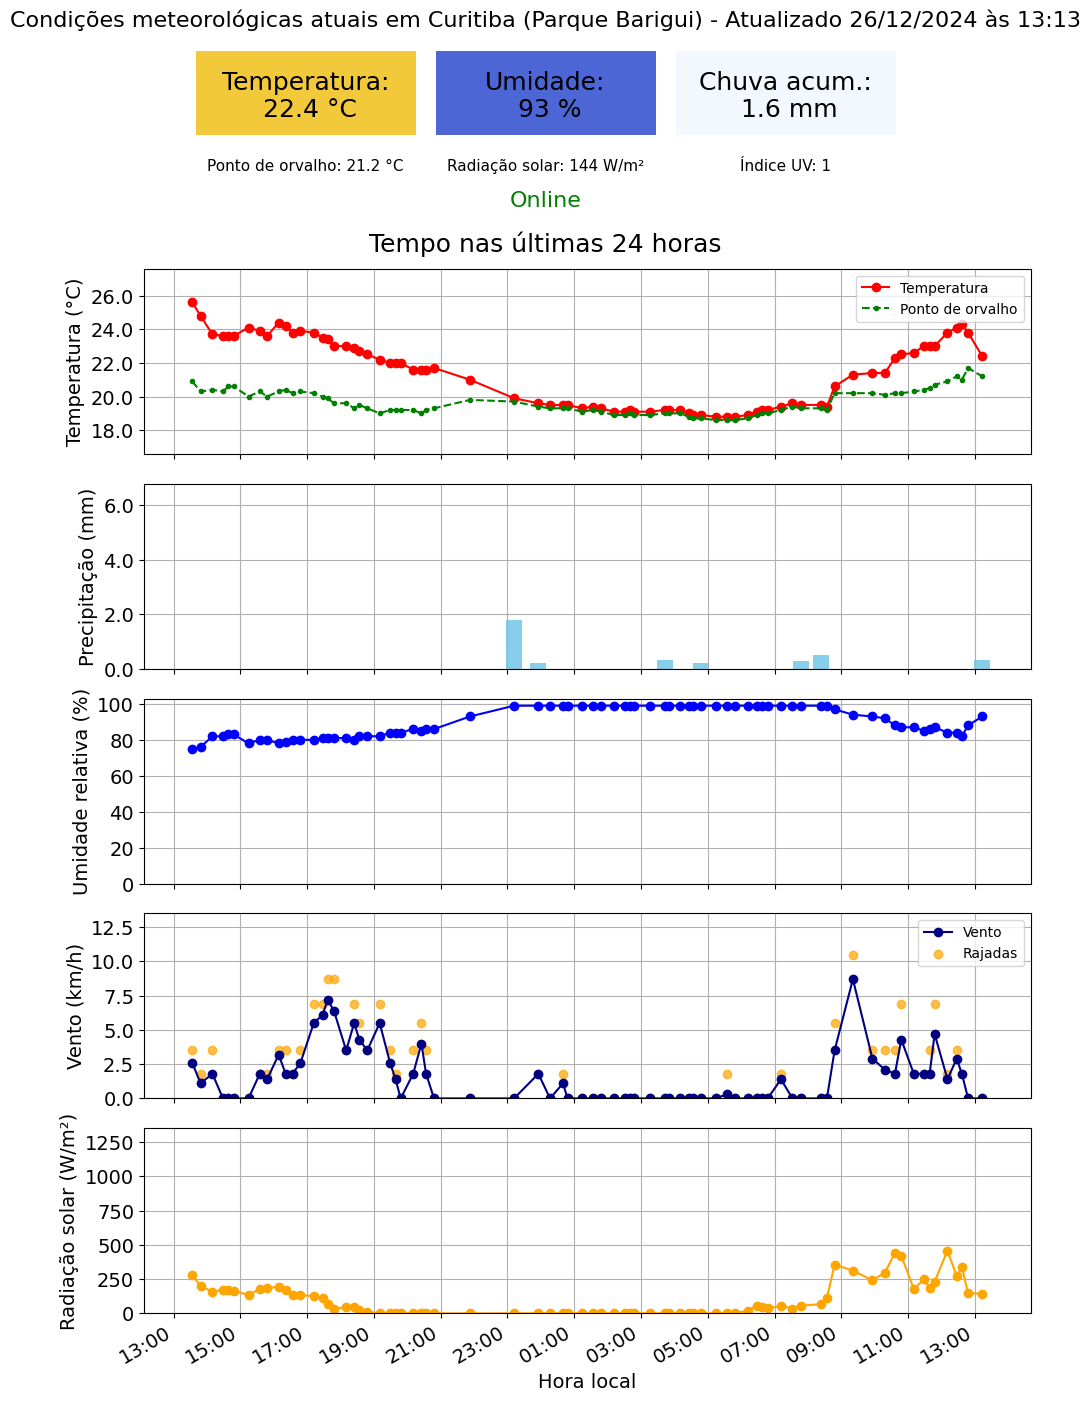 Condições meteorológicas atuais em Curitiba (Parque Barigui) - Atualizado 26/12/2024 às 13:13
Temperatura:
22.4 °C
Umidade:
93 %
Chuva acum.:
1.6 mm
Ponto de orvalho: 21.2 °C
Radiação solar: 144 W/m²
Índice UV: 1
Online
Tempo nas últimas 24 horas
Temperatura (°C)
26.0
24.0
22.0
20.0
18.0
Temperatura
Ponto de orvalho
Precipitação (mm)
6.0
4.0
2.0
0.0
Umidade relativa (%)
100
80
60
40
20
0
Vento (km/h)
12.5
10.0
7.5
5.0
2.5
0.0
Vento
Rajadas
Radiação solar (W/m²)
1250
1000
750
500
250
0
13:00
15:00
17:00
19:00
21:00
23:00
01:00
03:00
05:00
07:00
09:00
11:00
13:00
Hora local